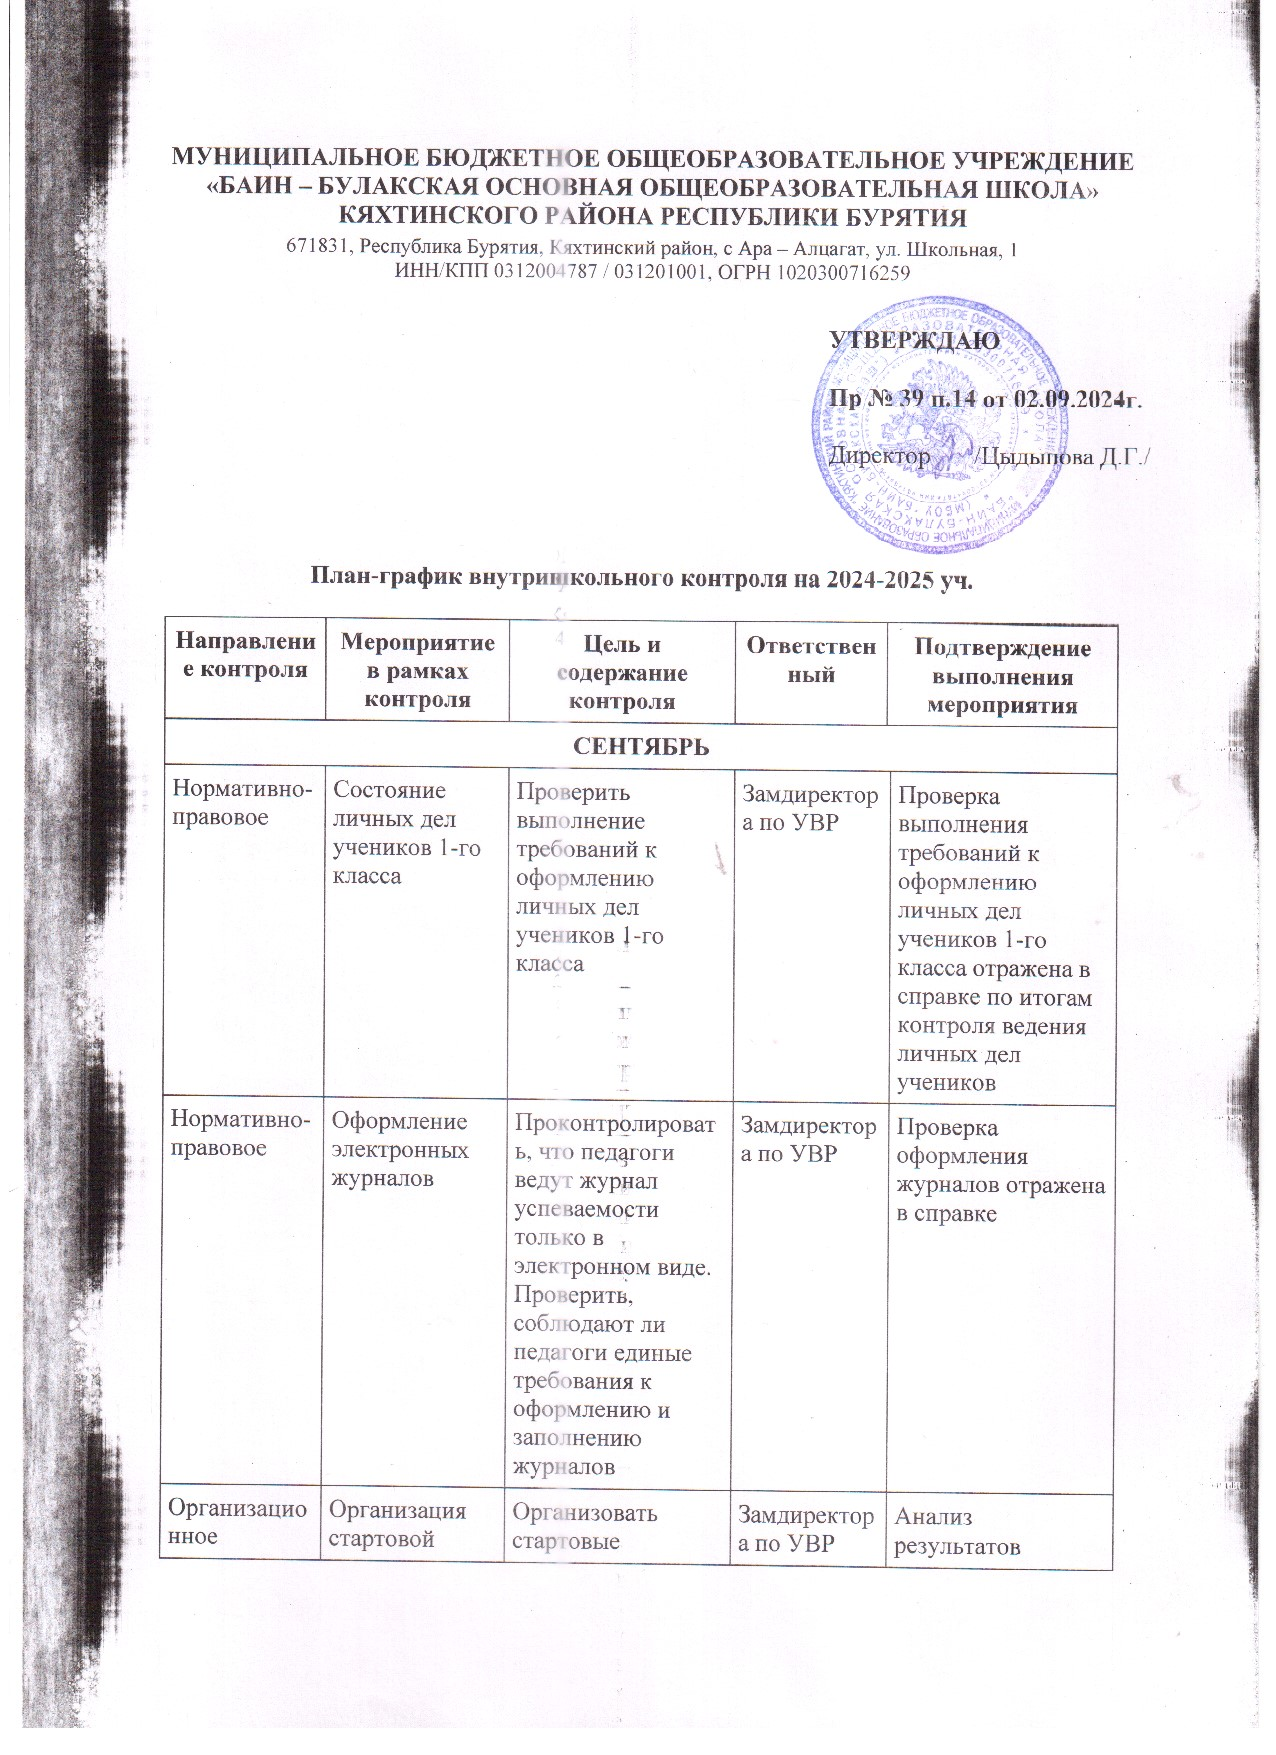 МУНИЦИПАЛЬНОЕ БЮДЖЕТНОЕ ОБЩЕОБРАЗОВАТЕЛЬНОЕ УЧРЕЖДЕНИЕ
«БАИН – БУЛАКСКАЯ ОСНОВНАЯ ОБЩЕОБРАЗОВАТЕЛЬНАЯ ШКОЛА»
КЯХТИНСКОГО РАЙОНА РЕСПУБЛИКИ БУРЯТИЯ
671831, Республика Бурятия, Кяхтинский район, с Ара – Алцагат, ул. Школьная, 1
ИНН/КПП 0312004787 / 031201001, ОГРН 1020300716259
УТВЕРЖДАЮ
Пр № 39 п.14 от 02.09.2024г.
Директор /Цыдыпова Д.Г./
План-график внутришкольного контроля на 2024-2025 уч.
Направлени
е контроля
Мероприятие
в рамках
контроля
Цель и
содержание
контроля
Ответствен
ный
Подтверждение
выполнения
мероприятия
СЕНТЯБРЬ
Нормативно-
правовое
Состояние
личных дел
учеников 1-го
класса
Проверить
выполнение
требований к
оформлению
личных дел
учеников 1-го
класса
Замдиректор
а по УВР
Проверка
выполнения
требований к
оформлению
личных дел
учеников 1-го
класса отражена в
справке по итогам
контроля ведения
личных дел
учеников
Нормативно-
правовое
Оформление
электронных
журналов
Проконтролироват
ь, что педагоги
ведут журнал
успеваемости
только в
электронном виде.
Проверить,
соблюдают ли
педагоги единые
требования к
оформлению и
заполнению
журналов
Замдиректор
а по УВР
Проверка
оформления
журналов отражена
в справке
Организацио
нное
Организация
стартовой
Организовать
стартовые
Замдиректор
а по УВР
Анализ
результатов